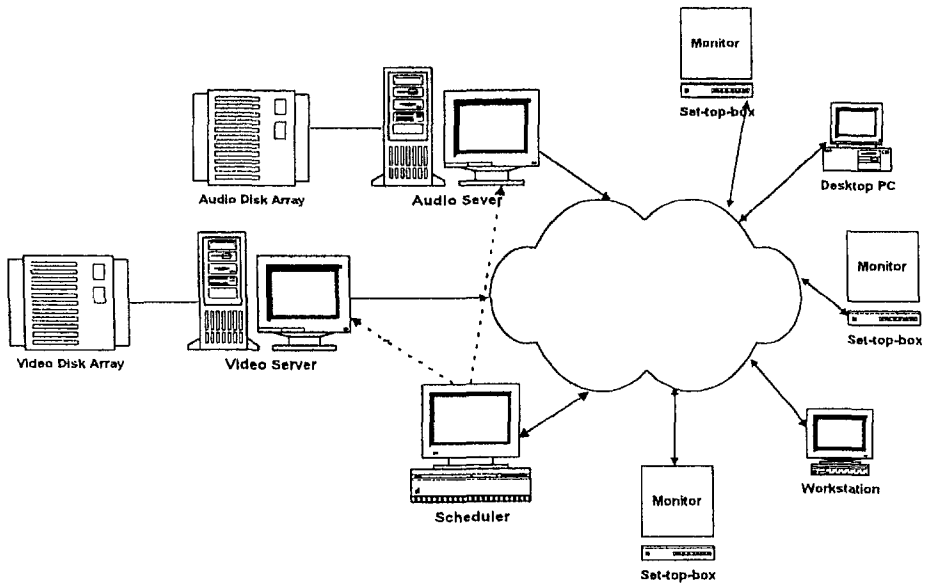 Monitor
Set-top-box
Desktop PC
Audio Disk Array
Audio Sever
Monitor
Set-top-box
Video Disk Array
Video Server
Workstation
Scheduler
Monitor
Set-top-box